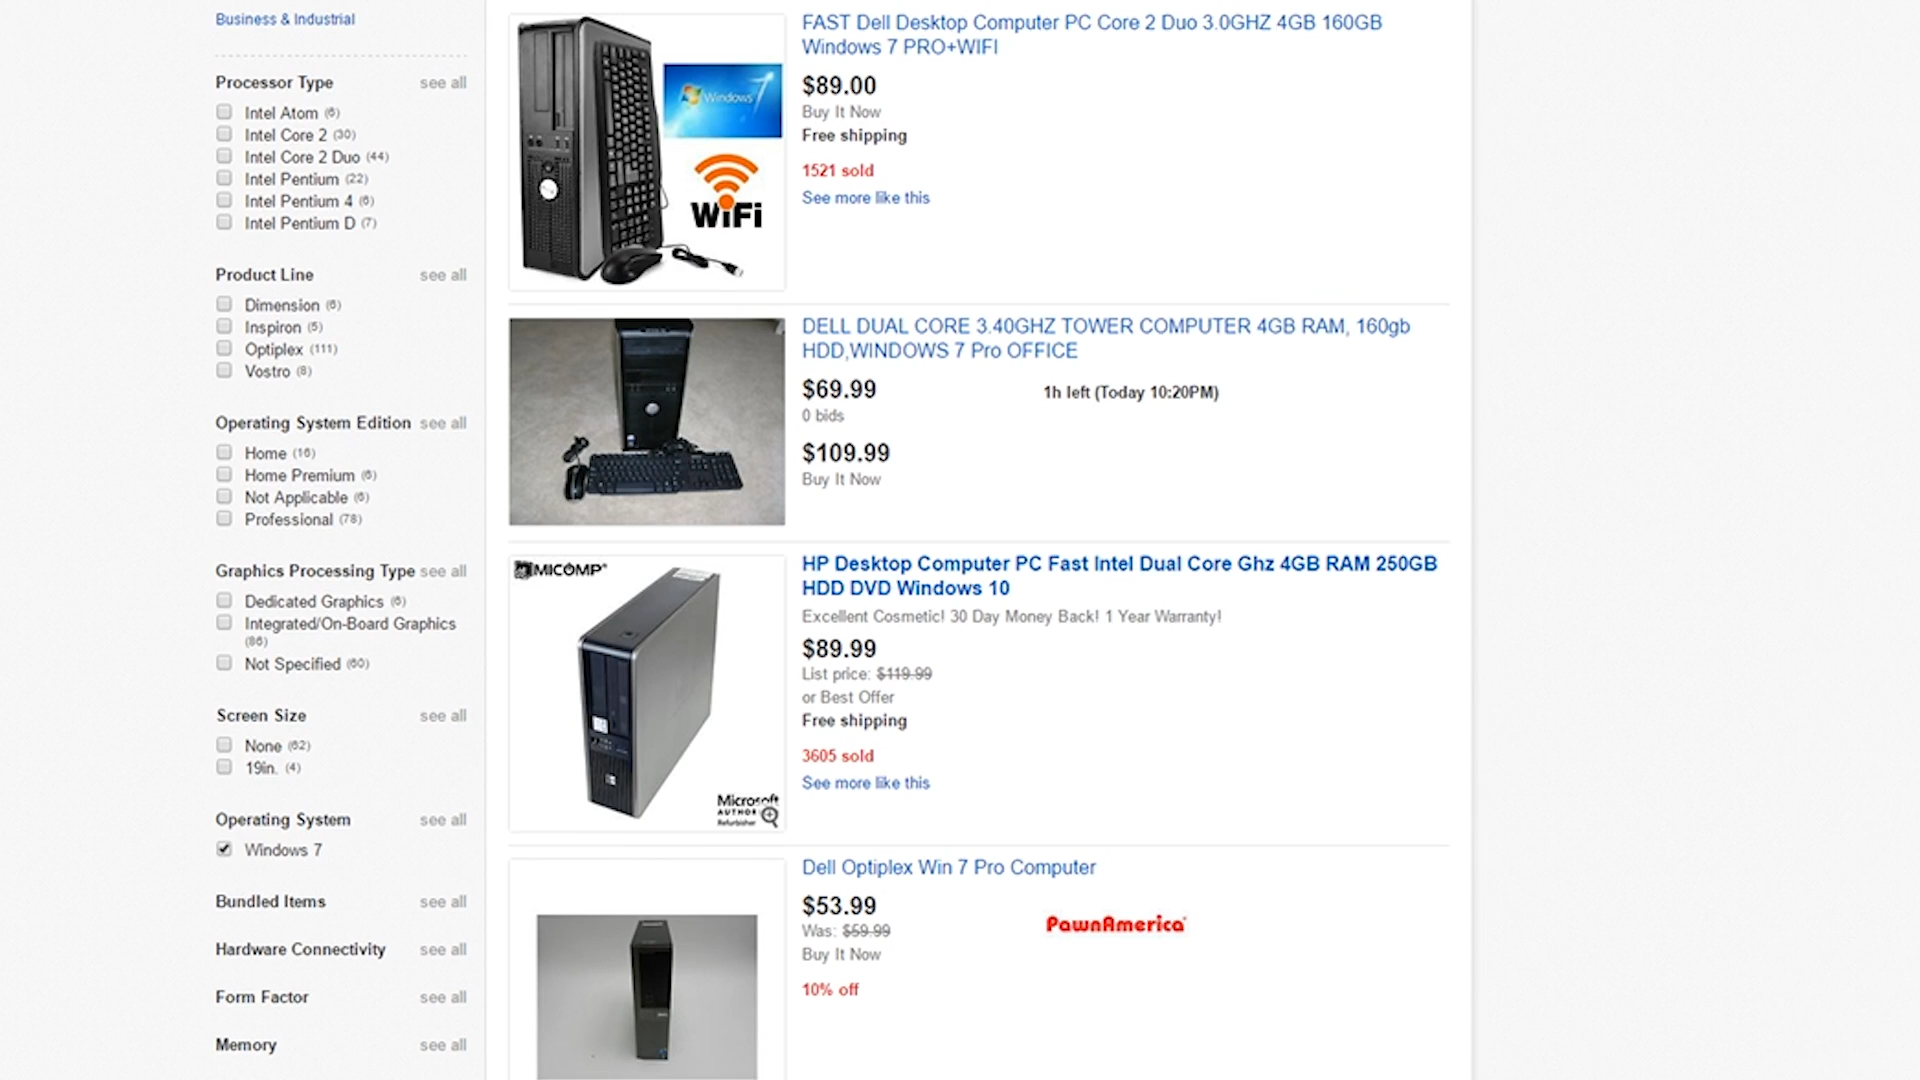 Business & Industrial
Processor Type see all
Intel Atom (6)
Intel Core 2 (30)
Intel Core 2 Duo (44)
Intel Pentium (22)
Intel Pentium 4 (6)
Intel Pentium D (7)
Product Line see all
Dimension (6)
Inspiron (5)
Optiplex (111)
Vostro (8)
Operating System Edition see all
Home (16)
Home Premium (6)
Not Applicable (6)
Professional (78)
Graphics Processing Type see all
Dedicated Graphics (6)
Integrated/On-Board Graphics
(86)
Not Specified (60)
Screen Size see all
None (62)
19in. (4)
Operating System see all
Windows 7
Bundled Items see all
Hardware Connectivity see all
Form Factor see all
Memory see all
Windows 7
WiFi
FAST Dell Desktop Computer PC Core 2 Duo 3.0GHZ 4GB 160GB
Windows 7 PRO+WIFI
$89.00
Buy It Now
Free shipping
1521 sold
See more like this
DELL DUAL CORE 3.40GHZ TOWER COMPUTER 4GB RAM, 160gb
HDD,WINDOWS 7 Pro OFFICE
$69.99 1h left (Today 10:20PM)
0 bids
$109.99
Buy It Now
MICOMP
Microsoft
AUTHOR
Refurbisher
HP Desktop Computer PC Fast Intel Dual Core Ghz 4GB RAM 250GB
HDD DVD Windows 10
Excellent Cosmetic! 30 Day Money Back! 1 Year Warranty!
$89.99
List price: $119.99
or Best Offer
Free shipping
3605 sold
See more like this
Dell Optiplex Win 7 Pro Computer
$53.99
Was: $59.99
PawnAmerica
Buy It Now
10% off